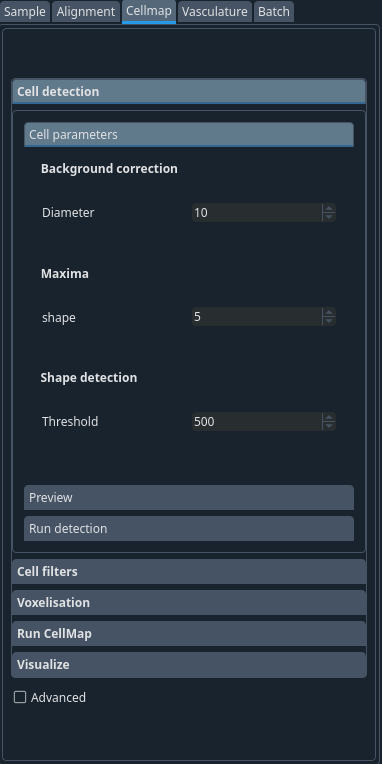 Sample Alignment Cellmap Vasculature Batch
Cell detection
Cell parameters
Background correction
Diameter 10
Maxima
shape 5
Shape detection
Threshold 500
Preview
Run detection
Cell filters
Voxelisation
Run CellMap
Visualize
Advanced